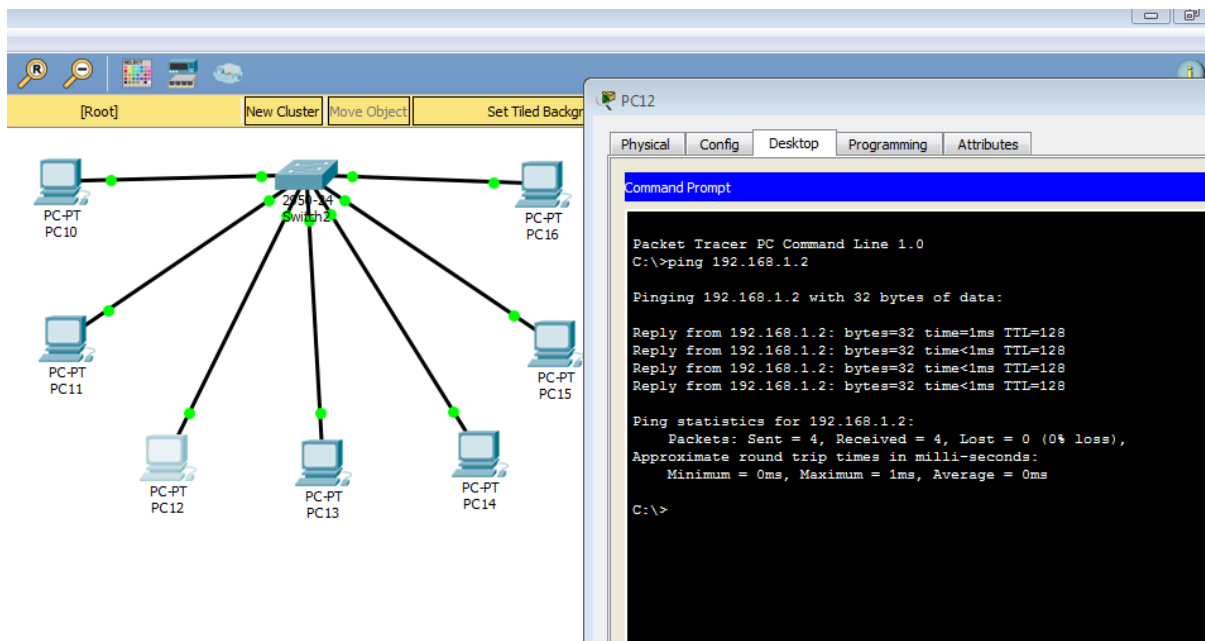 [Root]
New Cluster
Move Object
Set Tiled Backgr
PC-PT
PC10
2950-24
Switch2
PC-PT
PC16
PC-PT
PC11
PC-PT
PC15
PC-PT
PC12
PC-PT
PC13
PC-PT
PC14
PC12
Physical
Config
Desktop
Programming
Attributes
Command Prompt
Packet Tracer PC Command Line 1.0
C:\>ping 192.168.1.2
Pinging 192.168.1.2 with 32 bytes of data:
Reply from 192.168.1.2: bytes=32 time=1ms TTL=128
Reply from 192.168.1.2: bytes=32 time<1ms TTL=128
Reply from 192.168.1.2: bytes=32 time<1ms TTL=128
Reply from 192.168.1.2: bytes=32 time<1ms TTL=128
Ping statistics for 192.168.1.2:
Packets: Sent = 4, Received = 4, Lost = 0 (0% loss),
Approximate round trip times in milli-seconds:
Minimum = 0ms, Maximum = 1ms, Average = 0ms
C:\>